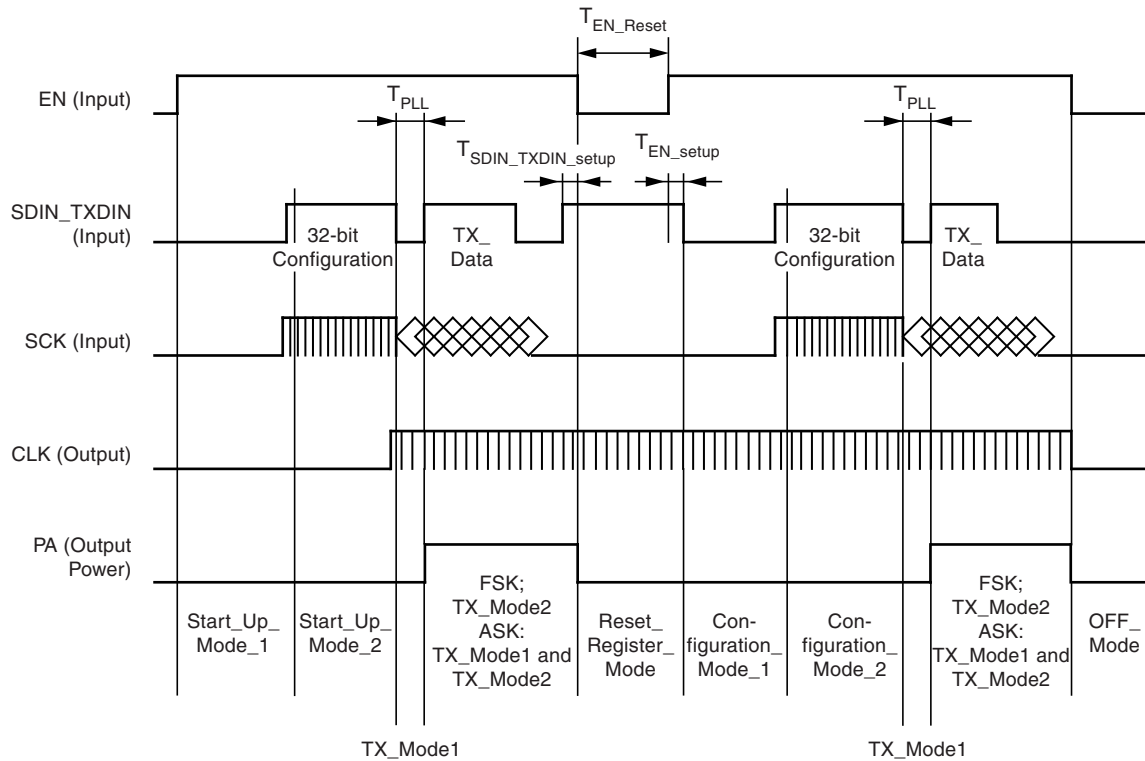 T_EN_Reset
EN (Input)
T_PLL
T_PLL
T_SDIN_TXDIN_setup
T_EN_setup
SDIN_TXDIN
(Input)
32-bit
Configuration
TX_
Data
32-bit
Configuration
TX_
Data
SCK (Input)
CLK (Output)
PA (Output
Power)
Start_Up_
Mode_1
Start_Up_
Mode_2
FSK;
TX_Mode2
ASK:
TX_Mode1 and
TX_Mode2
Reset_
Register_
Mode
Con-
figuration_
Mode_1
Con-
figuration_
Mode_2
FSK;
TX_Mode2
ASK:
TX_Mode1 and
TX_Mode2
OFF_
Mode
TX_Mode1
TX_Mode1